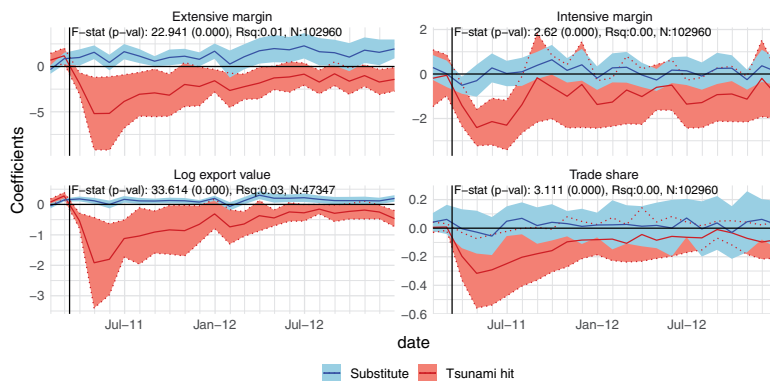 Extensive margin
F-stat (p-val): 22.941 (0.000), Rsq:0.01, N:102960
0
−5
Intensive margin
F-stat (p-val): 2.62 (0.000), Rsq:0.00, N:102960
2
0
−2
Coefficients
Log export value
F-stat (p-val): 33.614 (0.000), Rsq:0.03, N:47347
0
−1
−2
−3
Jul-11
Jan-12
Jul-12
Trade share
F-stat (p-val): 3.111 (0.000), Rsq:0.00, N:102960
0.2
0.0
−0.2
−0.4
−0.6
Jul-11
Jan-12
Jul-12
date
Substitute
Tsunami hit